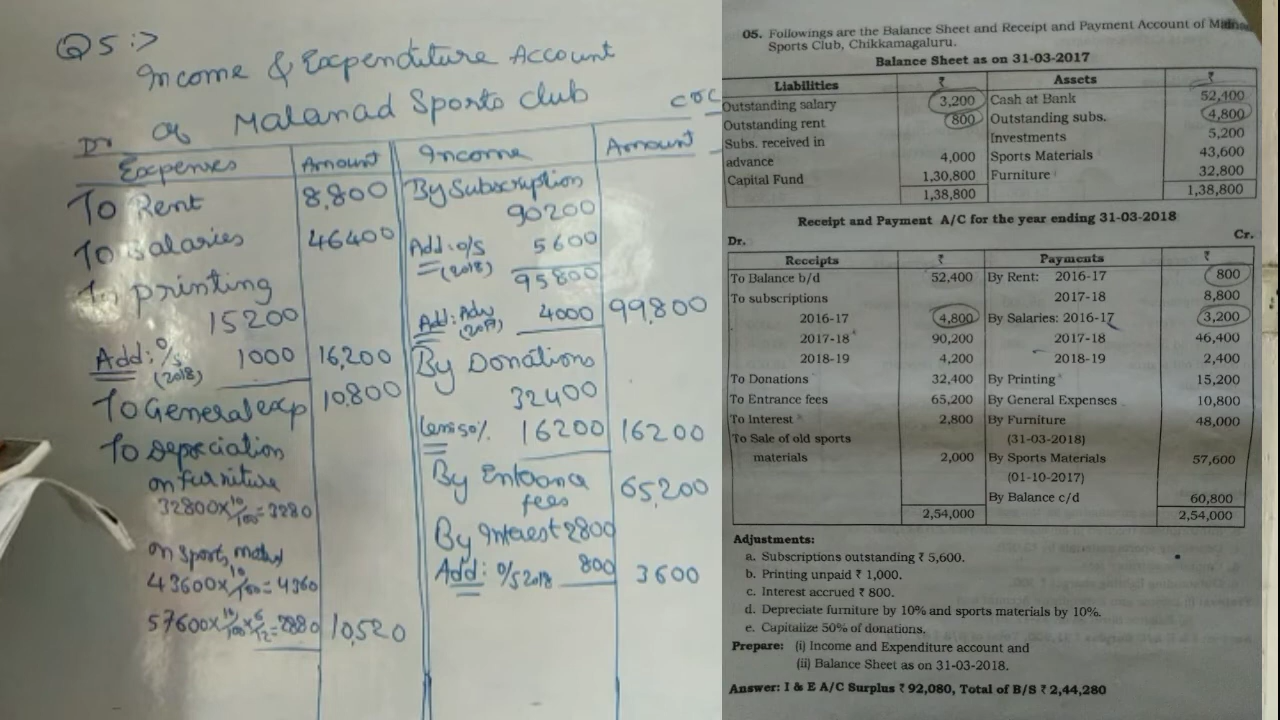 Q5:>
Income & Expenditure Account
of Malanad Sports club
Dr
Expenses Amount Income Amount
To Rent 8,800 By Subscription
90200
To Salaries 46400 Add: o/s 5600
(2018) 95800
To printing
15200 Add: Adv 4000 99,800
(2017)
Add: o/s 1000 16,200 By Donations
(2018)
32400
To General exp 10,800
Less 50% 16200 16200
To Depreciation
on furniture By Entrance 65,200
fees
32800×10/100=3280
By Interest 2800
on Sports, mater
43600×10/100=4360 Add: o/s 2018 800 3600
57600×10/100×6/12=2880 10,520
05. Followings are the Balance Sheet and Receipt and Payment Account of
Sports Club, Chikkamagaluru.
Balance Sheet as on 31-03-2017
Liabilities ₹ Assets ₹
Outstanding salary 3,200 Cash at Bank 52,400
Outstanding rent 800 Outstanding subs. 4,800
Subs. received in Investments 5,200
advance 4,000 Sports Materials 43,600
Capital Fund 1,30,800 Furniture 32,800
1,38,800 1,38,800
Receipt and Payment A/C for the year ending 31-03-2018
Dr. Cr.
Receipts ₹ Payments ₹
To Balance b/d 52,400 By Rent: 2016-17 800
To subscriptions 2017-18 8,800
2016-17 4,800 By Salaries: 2016-17 3,200
2017-18 90,200 2017-18 46,400
2018-19 4,200 2018-19 2,400
To Donations 32,400 By Printing 15,200
To Entrance fees 65,200 By General Expenses 10,800
To Interest 2,800 By Furniture 48,000
To Sale of old sports (31-03-2018)
materials 2,000 By Sports Materials 57,600
(01-10-2017)
By Balance c/d 60,800
2,54,000 2,54,000
Adjustments:
a. Subscriptions outstanding ₹ 5,600.
b. Printing unpaid ₹ 1,000.
c. Interest accrued ₹ 800.
d. Depreciate furniture by 10% and sports materials by 10%.
e. Capitalize 50% of donations.
Prepare: (i) Income and Expenditure account and
(ii) Balance Sheet as on 31-03-2018.
Answer: I & E A/C Surplus ₹ 92,080, Total of B/S ₹ 2,44,280